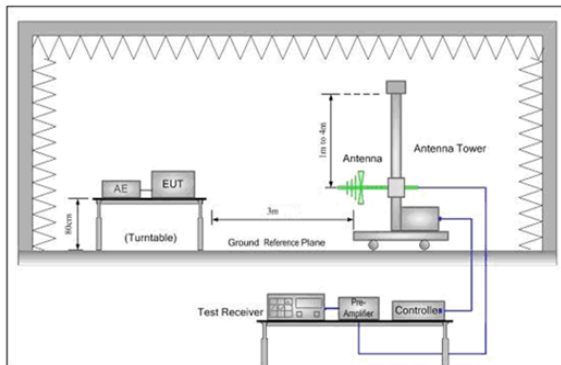 1m to 4m
Antenna
Antenna Tower
AE
EUT
80cm
3m
(Turntable)
Ground Reference Plane
Test Receiver
Pre-
Amplifier
Controller